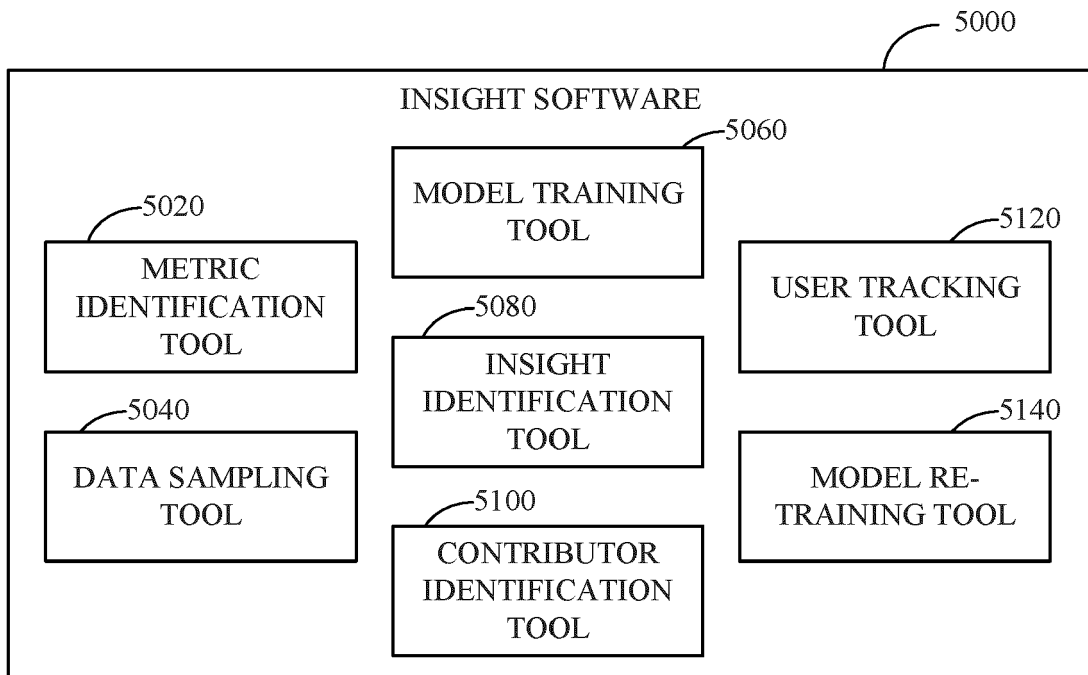 5000
INSIGHT SOFTWARE
5060
MODEL TRAINING
TOOL
5020
METRIC
IDENTIFICATION
TOOL
5120
USER TRACKING
TOOL
5080
INSIGHT
IDENTIFICATION
TOOL
5040
DATA SAMPLING
TOOL
5140
MODEL RE-
TRAINING TOOL
5100
CONTRIBUTOR
IDENTIFICATION
TOOL